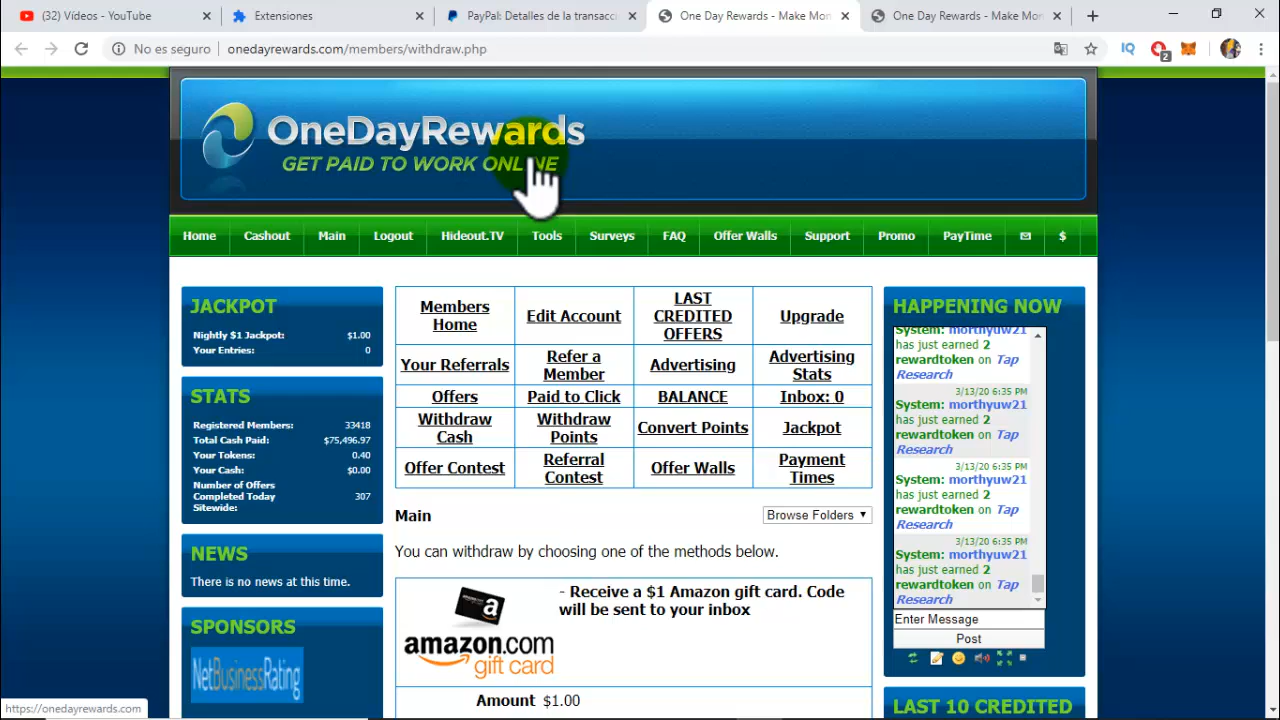 (32) Vídeos - YouTube
Extensiones
PayPal: Detalles de la transacci
One Day Rewards - Make Mon
One Day Rewards - Make Mon
No es seguro
onedayrewards.com/members/withdraw.php
2
OneDayRewards
GET PAID TO WORK ONLINE
Home
Cashout
Main
Logout
Hideout.TV
Tools
Surveys
FAQ
Offer Walls
Support
Promo
PayTime
$
JACKPOT
Nightly $1 Jackpot: $1.00
Your Entries: 0
STATS
Registered Members: 33418
Total Cash Paid: $75,496.97
Your Tokens: 0.40
Your Cash: $0.00
Number of Offers
Completed Today 307
Sitewide:
NEWS
There is no news at this time.
SPONSORS
NetBusinessRating
Members
Home
Edit Account
LAST
CREDITED
OFFERS
Upgrade
Your Referrals
Refer a
Member
Advertising
Advertising
Stats
Offers
Paid to Click
BALANCE
Inbox: 0
Withdraw
Cash
Withdraw
Points
Convert Points
Jackpot
Offer Contest
Referral
Contest
Offer Walls
Payment
Times
Main
Browse Folders
You can withdraw by choosing one of the methods below.
a
amazon.com
gift card
- Receive a $1 Amazon gift card. Code
will be sent to your inbox
Amount $1.00
HAPPENING NOW
System: morthyuw21
has just earned 2
rewardtoken on Tap
Research
3/13/20 6:35 PM
System: morthyuw21
has just earned 2
rewardtoken on Tap
Research
3/13/20 6:35 PM
System: morthyuw21
has just earned 2
rewardtoken on Tap
Research
3/13/20 6:35 PM
System: morthyuw21
has just earned 2
rewardtoken on Tap
Research
Enter Message
Post
LAST 10 CREDITED
https://onedayrewards.com